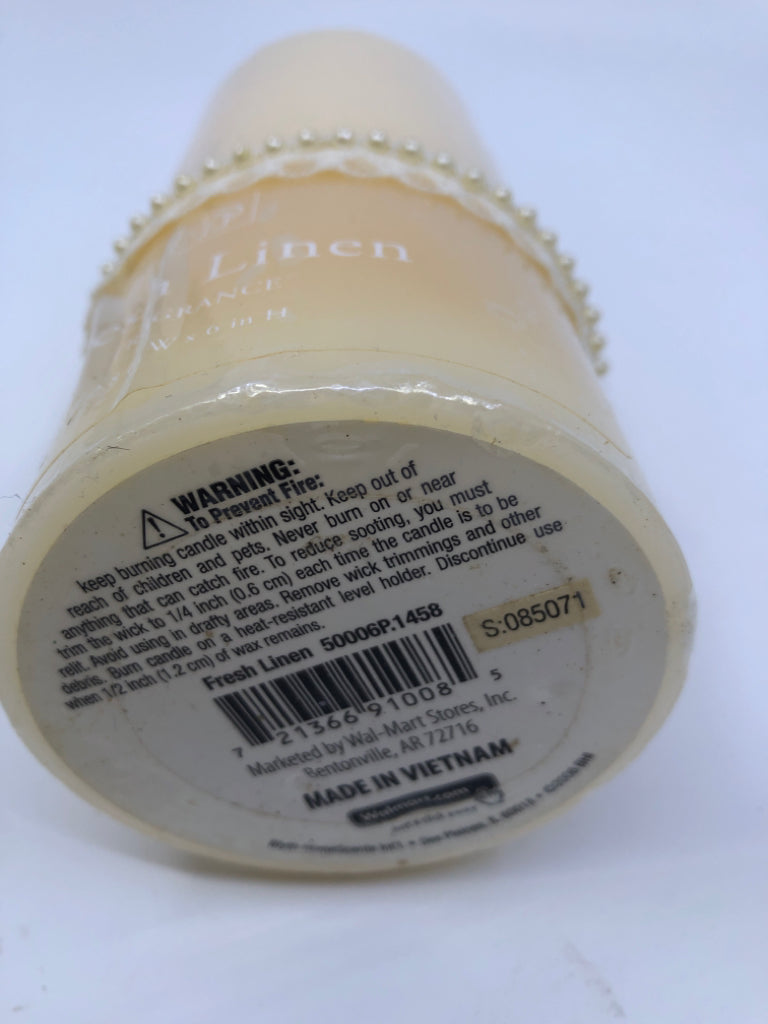 Linen
FRAGRANCE
W x 6 in H
WARNING:
To Prevent Fire:
keep burning candle within sight. Keep out of
reach of children and pets. Never burn on or near
anything that can catch fire. To reduce sooting, you must
trim the wick to 1/4 inch (0.6 cm) each time the candle is to be
relit. Avoid using in drafty areas. Remove wick trimmings and other
debris. Burn candle on a heat-resistant level holder. Discontinue use
when 1/2 inch (1.2 cm) of wax remains.
Fresh Linen 50006P.1458
S:085071
7 21366 91008 5
Marketed by Wal-Mart Stores, Inc.
Bentonville, AR 72716
MADE IN VIETNAM
Walmart.com